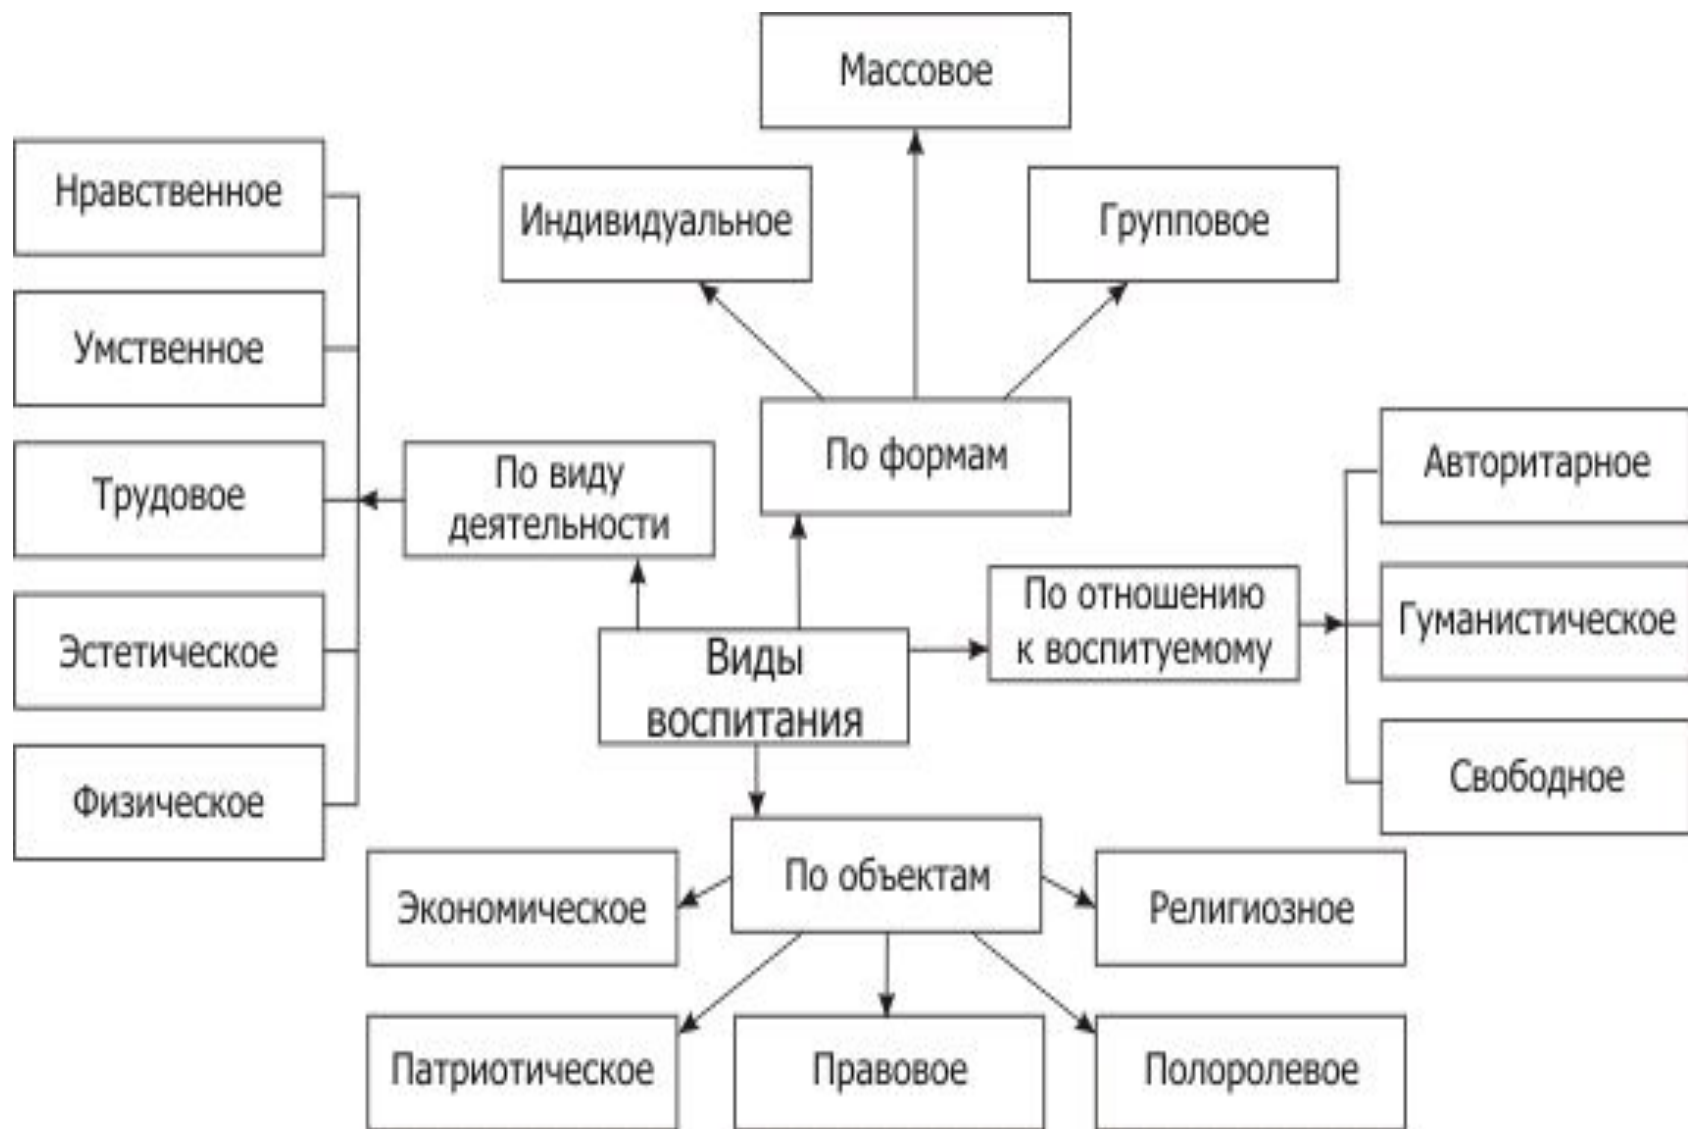 Массовое
Нравственное
Индивидуальное
Групповое
Умственное
По формам
Авторитарное
Трудовое
По виду
деятельности
По отношению
к воспитуемому
Гуманистическое
Эстетическое
Виды
воспитания
Свободное
Физическое
По объектам
Экономическое
Религиозное
Патриотическое
Правовое
Полоролевое